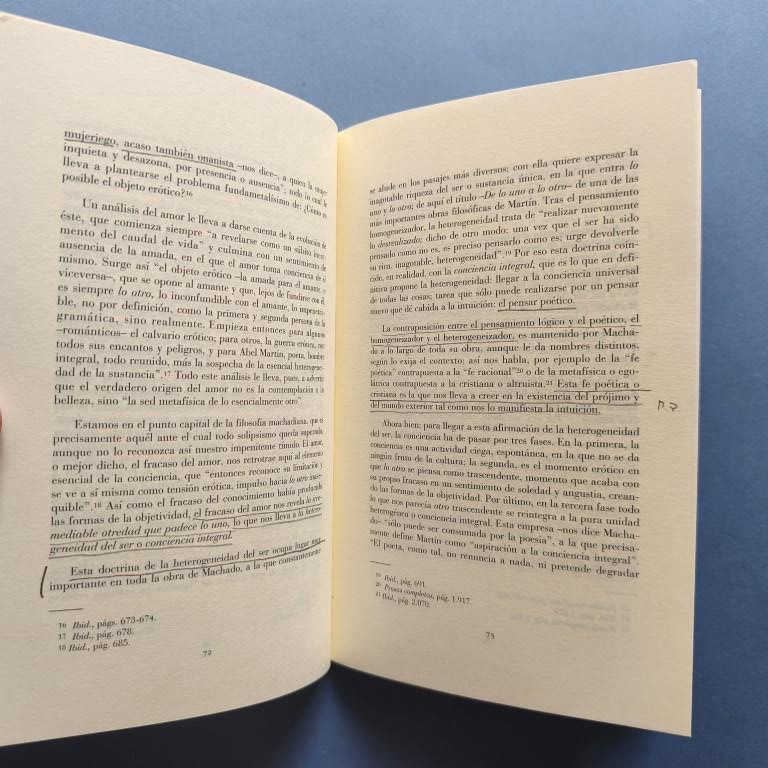 mujeriego, acaso también onanista –nos dice–, a quien la mujer
inquieta y desazona, por presencia o ausencia"; todo lo cual le
lleva a plantearse el problema fundametalísimo de: ¿Cómo es
posible el objeto erótico?16
Un análisis del amor le lleva a darse cuenta de la evolución de
éste, que comienza siempre "a revelarse como un súbito incre-
mento del caudal de vida" y culmina con un sentimiento de
ausencia de la amada, en el que el amor toma conciencia de sí
mismo. Surge así "el objeto erótico –la amada para el amante, o
viceversa–, que se opone al amante y que, lejos de fundirse con él,
es siempre lo otro, lo inconfundible con el amante, lo impenetra-
ble, no por definición, como la primera y segunda persona de la
gramática, sino realmente. Empieza entonces para algunos
–románticos– el calvario erótico; para otros, la guerra erótica, con
todos sus encantos y peligros, y para Abel Martín, poeta, hombre
integral, todo reunido, más la sospecha de la esencial heterogenei-
dad de la sustancia".17 Todo este análisis le lleva, pues, a advertir
que el verdadero origen del amor no es la contemplación de la
belleza, sino "la sed metafísica de lo esencialmente otro".
Estamos en el punto capital de la filosofía machadiana, que es
precisamente aquél ante el cual todo solipsismo queda superado,
aunque no lo reconozca así nuestro impenitente tímido. El amor,
o mejor dicho, el fracaso del amor, nos retrotrae aquí al elemento
esencial de la conciencia, que "entonces reconoce su limitación y
se ve a sí misma como tensión erótica, impulso hacia lo otro inase-
quible".18 Así como el fracaso del conocimiento había producido
las formas de la objetividad, el fracaso del amor nos revela la irre-
mediable otredad que padece lo uno, lo que nos lleva a la hetero-
geneidad del ser o conciencia integral.
Esta doctrina de la heterogeneidad del ser ocupa lugar muy
importante en toda la obra de Machado, a la que constantemente
16 Ibid., págs. 673-674.
17 Ibid., pág. 678.
18 Ibid., pág. 685.
72
se alude en los pasajes más diversos; con ella quiere expresar la
inagotable riqueza del ser o sustancia única, en la que entra lo
uno y lo otro; de aquí el título –De lo uno a lo otro– de una de las
más importantes obras filosóficas de Martín. Tras el pensamiento
homogeneizador, la heterogeneidad trata de "realizar nuevamente
lo desrealizado; dicho de otro modo: una vez que el ser ha sido
pensado como no es, es preciso pensarlo como es; urge devolverle
su rica, inagotable, heterogeneidad".19 Por eso esta doctrina coin-
cide, en realidad, con la conciencia integral, que es lo que en defi-
nitiva propone la heterogeneidad: llegar a la conciencia universal
de todas las cosas; tarea que sólo puede realizarse por un pensar
nuevo que dé cabida a la intuición: el pensar poético.
La contraposición entre el pensamiento lógico y el poético, el
homogeneizador y el heterogeneizador, es mantenido por Macha-
do a lo largo de toda su obra, aunque le da nombres distintos,
según lo exija el contexto; así nos habla, por ejemplo de la "fe
poética" contrapuesta a la "fe racional"20 o de la metafísica o ego-
látrica contrapuesta a la cristiana o altruista.21 Esta fe poética o
cristiana es la que nos lleva a creer en la existencia del prójimo y
del mundo exterior tal como nos lo manifiesta la intuición.
Ahora bien: para llegar a esta afirmación de la heterogeneidad
del ser, la conciencia ha de pasar por tres fases. En la primera, la
conciencia es una actividad ciega, espontánea, en la que no se da
ningún fruto de la cultura; la segunda, es el momento erótico en
que lo otro se piensa como trascendente, momento que acaba con
su propio fracaso en un sentimiento de soledad y angustia, crean-
do las formas de la objetividad. Por último, en la tercera fase todo
lo que nos parecía otro trascendente se reintegra a la pura unidad
heterogénea o conciencia integral. Esta empresa –nos dice Macha-
do– "sólo puede ser consumada por la poesía", a la que precisa-
mente define Martín como "aspiración a la conciencia integral".
"El poeta, como tal, no renuncia a nada, ni pretende degradar
19 Ibid., pág. 691.
20 Prosas completas, pág. 1.917.
21 Ibid., pág. 2.070.
73